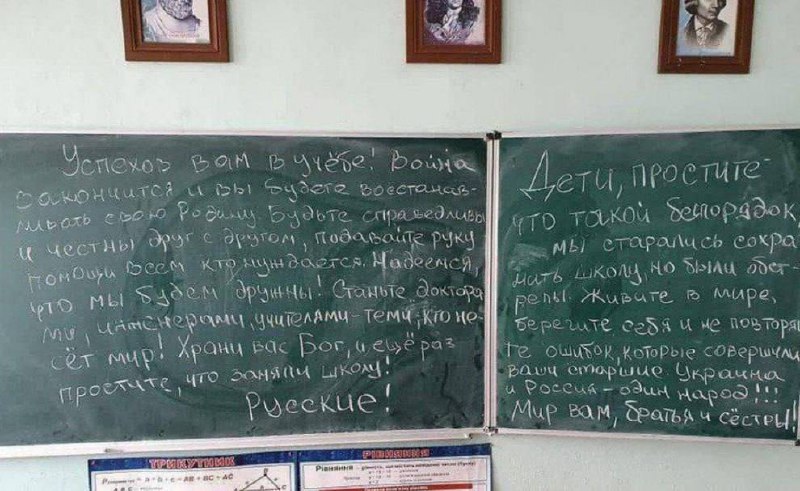 Успехов вам в учёбе! Война
закончится и вы будете восстанав-
ливать свою Родину. Будьте справедливы
и честны друг с другом, подавайте руку
помощи всем кто нуждается. Надеемся,
что мы будем дружны! Станьте доктора
ми, инженерами, учителями-теми, кто не-
сёт мир! Храни вас Бог, и ещё раз
простите, что заняли школу!
Русские!
Дети, простите-
что такой беспорядок,
мы старались сохра
нить школу, но были обст-
релы. Живите в мире,
берегите себя и не повторяй
те ошибок, которые совершили
ваши старшие. Украина
и Россия-один народ!!!
Мир вам, братья и сёстры!
ТРИКУТНИК
РІВНЯННЯ